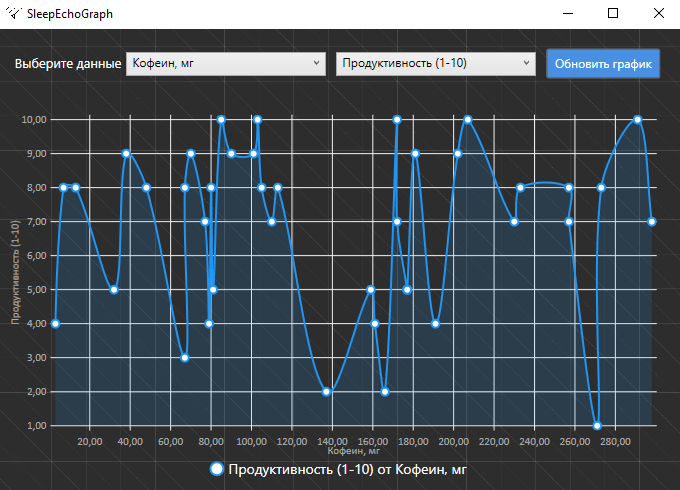 SleepEchoGraph
Выберите данные Кофеин, мг Продуктивность (1-10) Обновить график
10,00
9,00
8,00
7,00
6,00
5,00
4,00
3,00
2,00
1,00
Продуктивность (1-10)
20,00 40,00 60,00 80,00 100,00 120,00 140,00 160,00 180,00 200,00 220,00 240,00 260,00 280,00
Кофеин, мг
Продуктивность (1-10) от Кофеин, мг